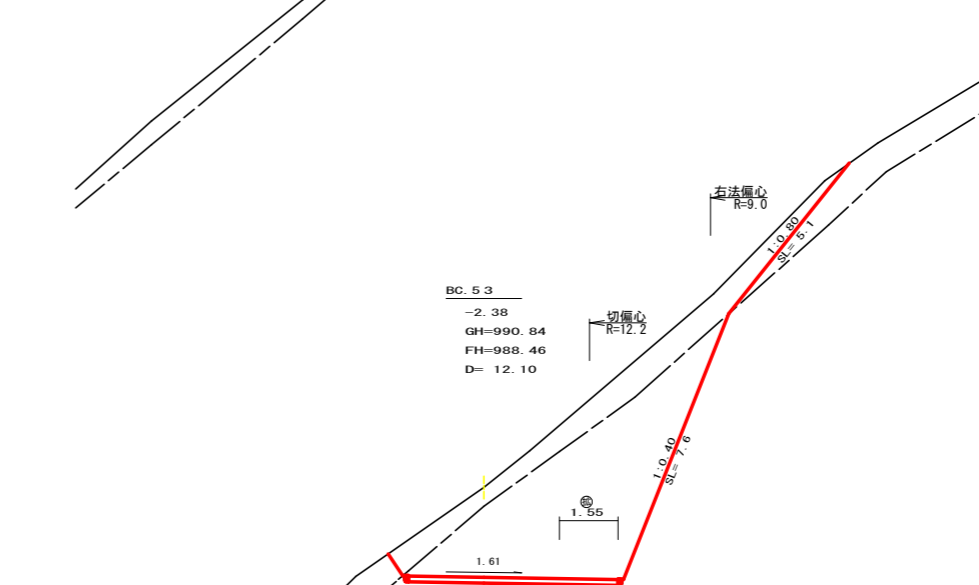 右法偏心
R=9.0
1:0.80
SL= 5.1
BC.53
-2.38
GH=990.84
FH=988.46
D= 12.10
切偏心
R=12.2
1:0.40
SL= 7.6
拡
1.55
1.61